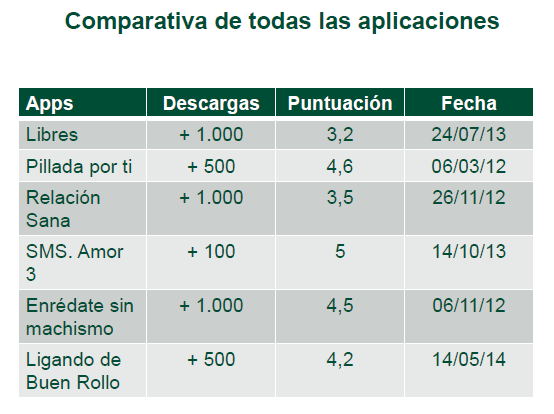 Comparativa de todas las aplicaciones
Apps Descargas Puntuación Fecha
Libres + 1.000 3,2 24/07/13
Pillada por ti + 500 4,6 06/03/12
Relación + 1.000 3,5 26/11/12
Sana
SMS. Amor + 100 5 14/10/13
3
Enrédate sin + 1.000 4,5 06/11/12
machismo
Ligando de + 500 4,2 14/05/14
Buen Rollo